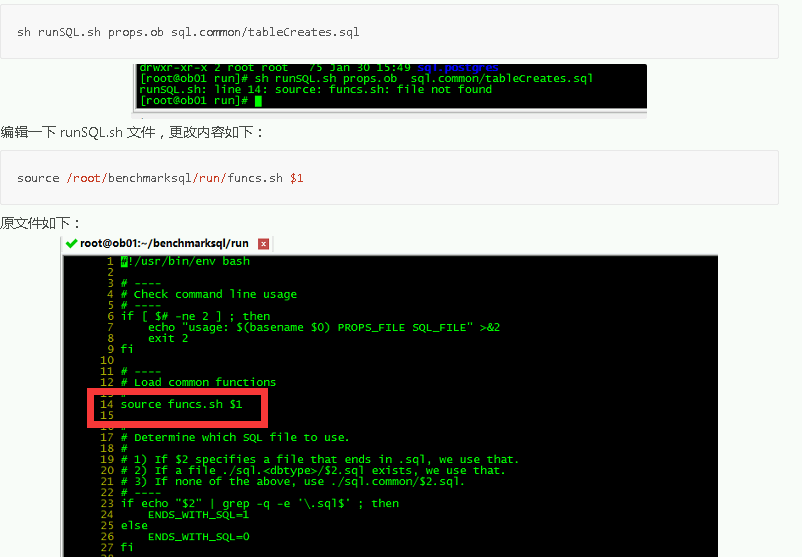 sh runSQL.sh props.ob sql.common/tableCreates.sql
drwxr-xr-x 2 root root   75 Jan 30 15:49 sql.postgres
[root@ob01 run]# sh runSQL.sh props.ob  sql.common/tableCreates.sql
runSQL.sh: line 14: source: funcs.sh: file not found
[root@ob01 run]#
编辑一下 runSQL.sh 文件，更改内容如下：
source /root/benchmarksql/run/funcs.sh $1
原文件如下：
root@ob01:~/benchmarksql/run
1 #!/usr/bin/env bash
2
3 # ----
4 # Check command line usage
5 # ----
6 if [ $# -ne 2 ] ; then
7     echo "usage: $(basename $0) PROPS_FILE SQL_FILE" >&2
8     exit 2
9 fi
10
11 # ----
12 # Load common functions
14 source funcs.sh $1
15
17 # Determine which SQL file to use.
18 #
19 # 1) If $2 specifies a file that ends in .sql, we use that.
20 # 2) If a file ./sql.<dbtype>/$2.sql exists, we use that.
21 # 3) If none of the above, use ./sql.common/$2.sql.
22 # ----
23 if echo "$2" | grep -q -e '\.sql$' ; then
24     ENDS_WITH_SQL=1
25 else
26     ENDS_WITH_SQL=0
27 fi